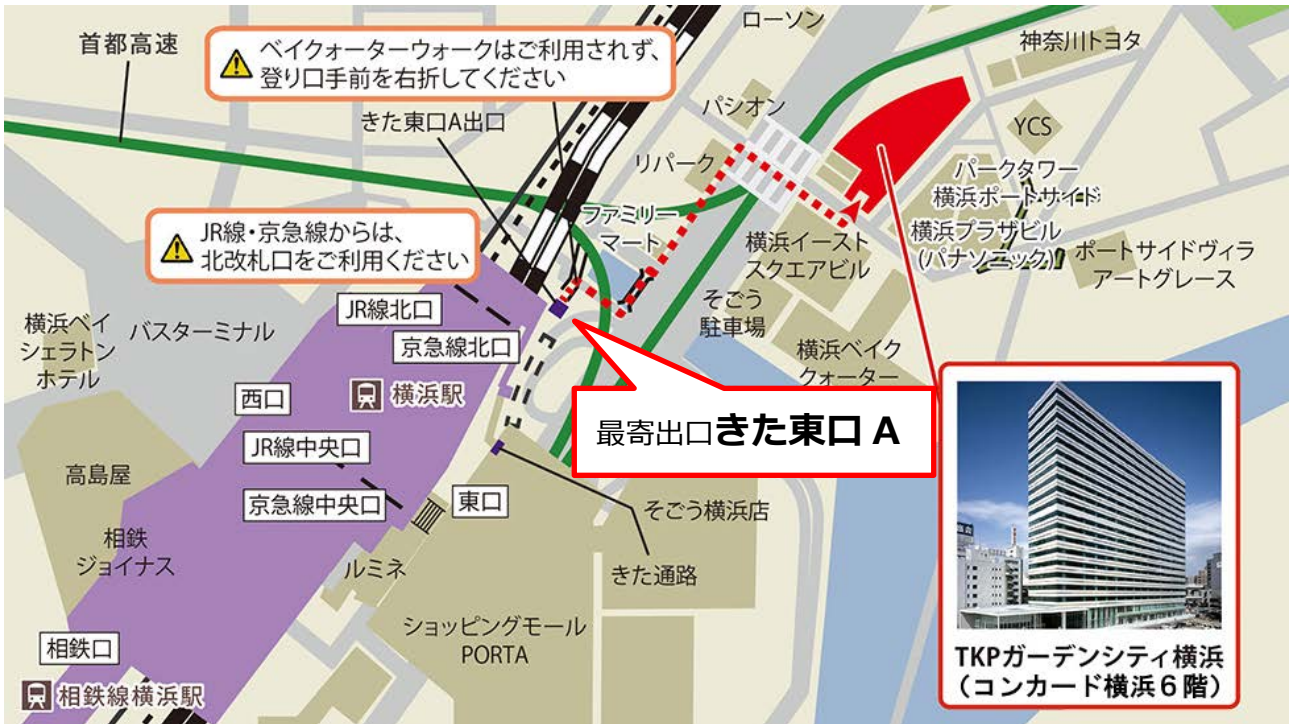 首都高速
ベイクォーターウォークはご利用されず、
登り口手前を右折してください
ローソン
神奈川トヨタ
きた東口A出口
パシオン
YCS
リパーク
パークタワー
横浜ポートサイド
JR線・京急線からは、
北改札口をご利用ください
ファミリー
マート
横浜イースト
スクエアビル
横浜プラザビル
(パナソニック)
ポートサイドヴィラ
アートグレース
横浜ベイ
シェラトン
ホテル
バスターミナル
JR線北口
京急線北口
そごう
駐車場
横浜ベイク
クォーター
西口
横浜駅
最寄出口きた東口 A
JR線中央口
高島屋
京急線中央口
東口
そごう横浜店
相鉄
ジョイナス
ルミネ
きた通路
ショッピングモール
PORTA
相鉄口
相鉄線横浜駅
TKPガーデンシティ横浜
(コンカード横浜6階)